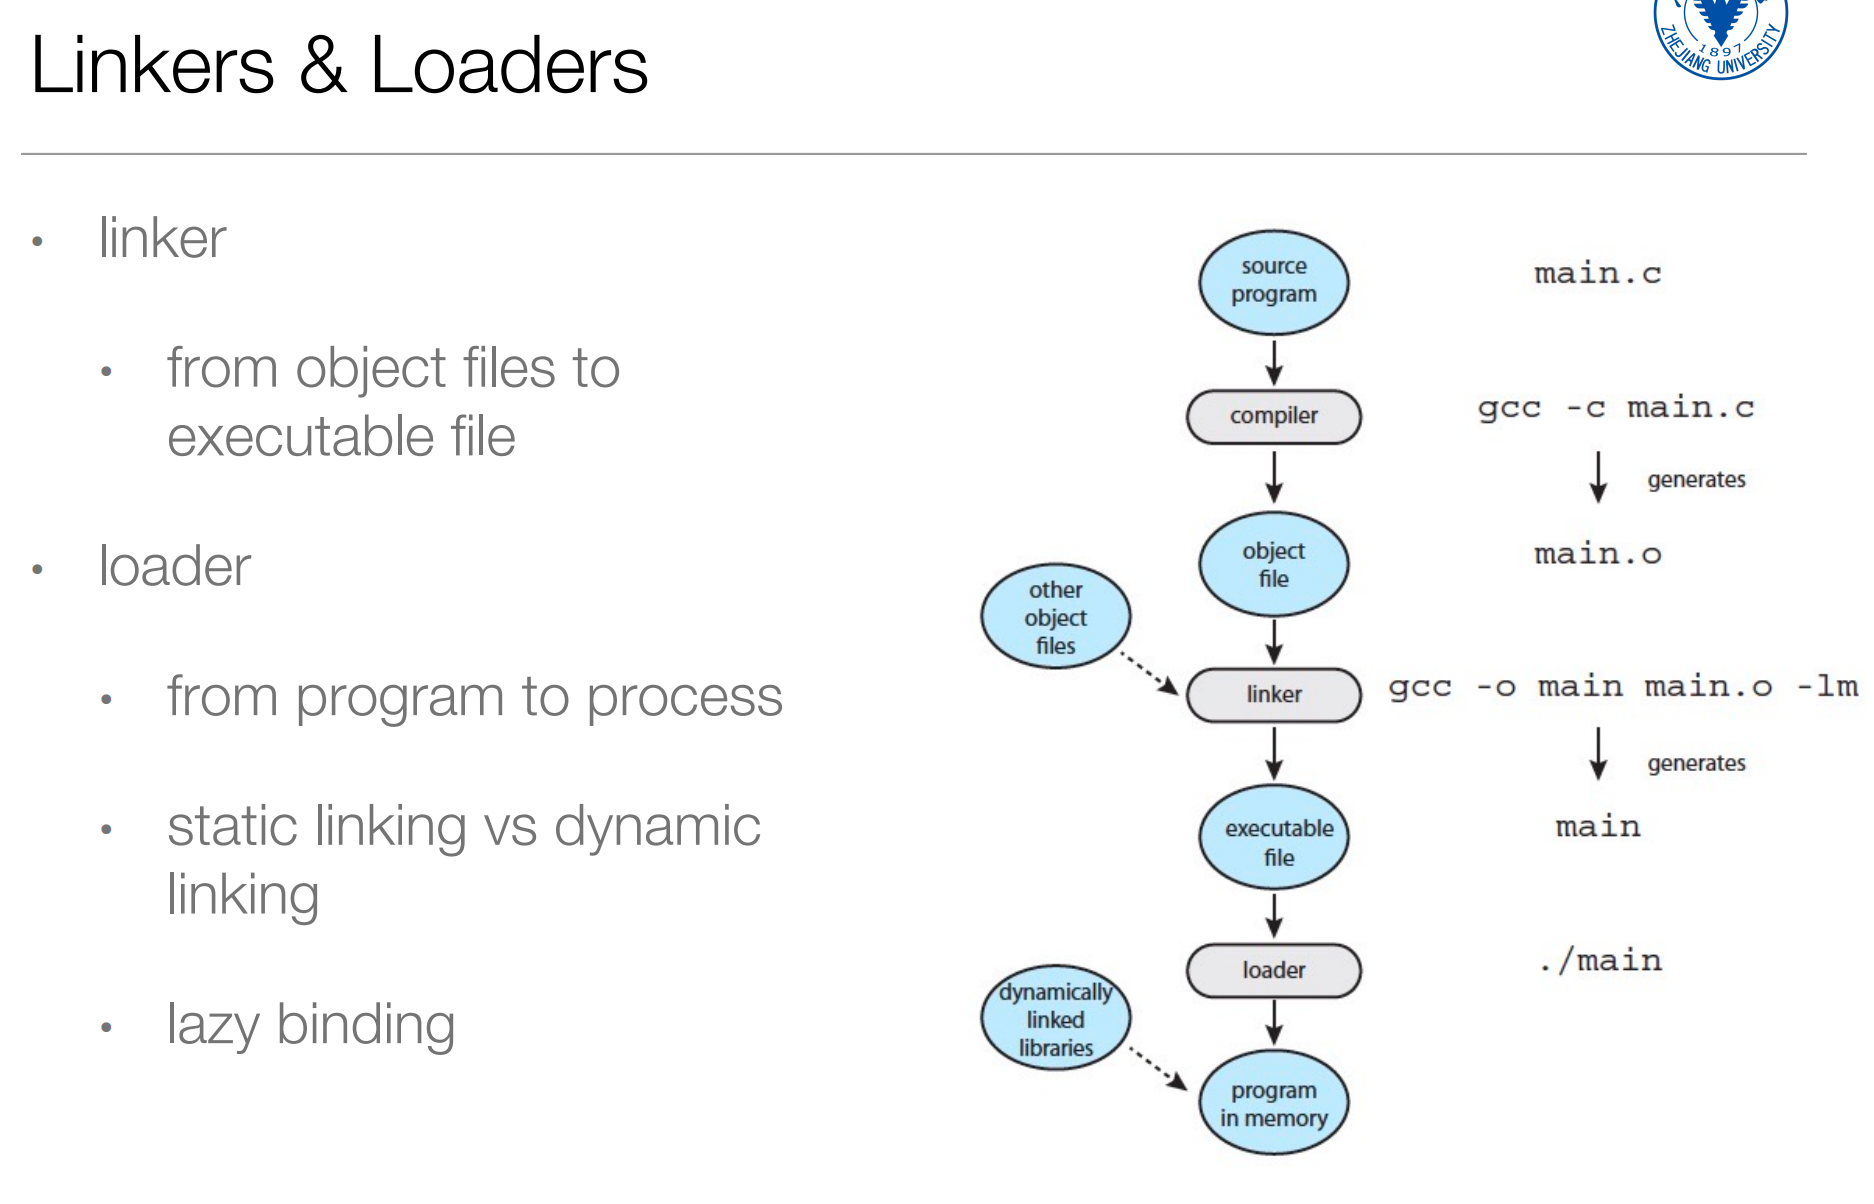 Linkers & Loaders
ZHEJIANG UNIVERSITY
1897
• linker
• from object files to
executable file
• loader
• from program to process
• static linking vs dynamic
linking
• lazy binding
source
program
main.c
compiler
gcc -c main.c
generates
object
file
main.o
other
object
files
linker
gcc -o main main.o -lm
generates
executable
file
main
loader
./main
dynamically
linked
libraries
program
in memory